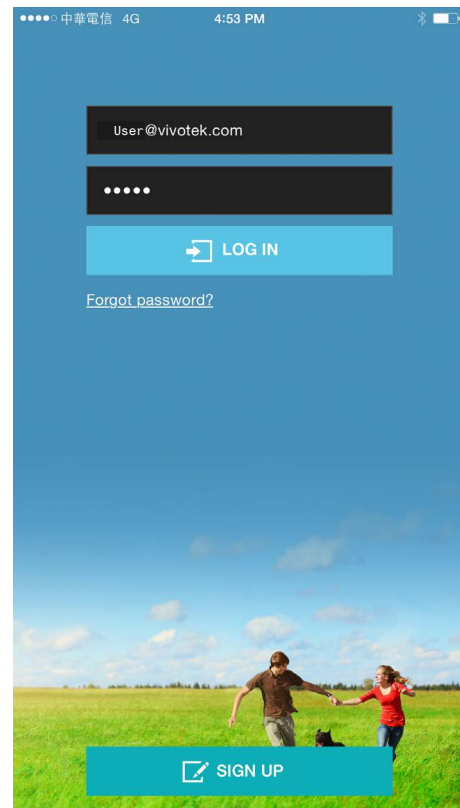 中華電信 4G 4:53 PM
User@vivotek.com
•••••
LOG IN
Forgot password?
SIGN UP